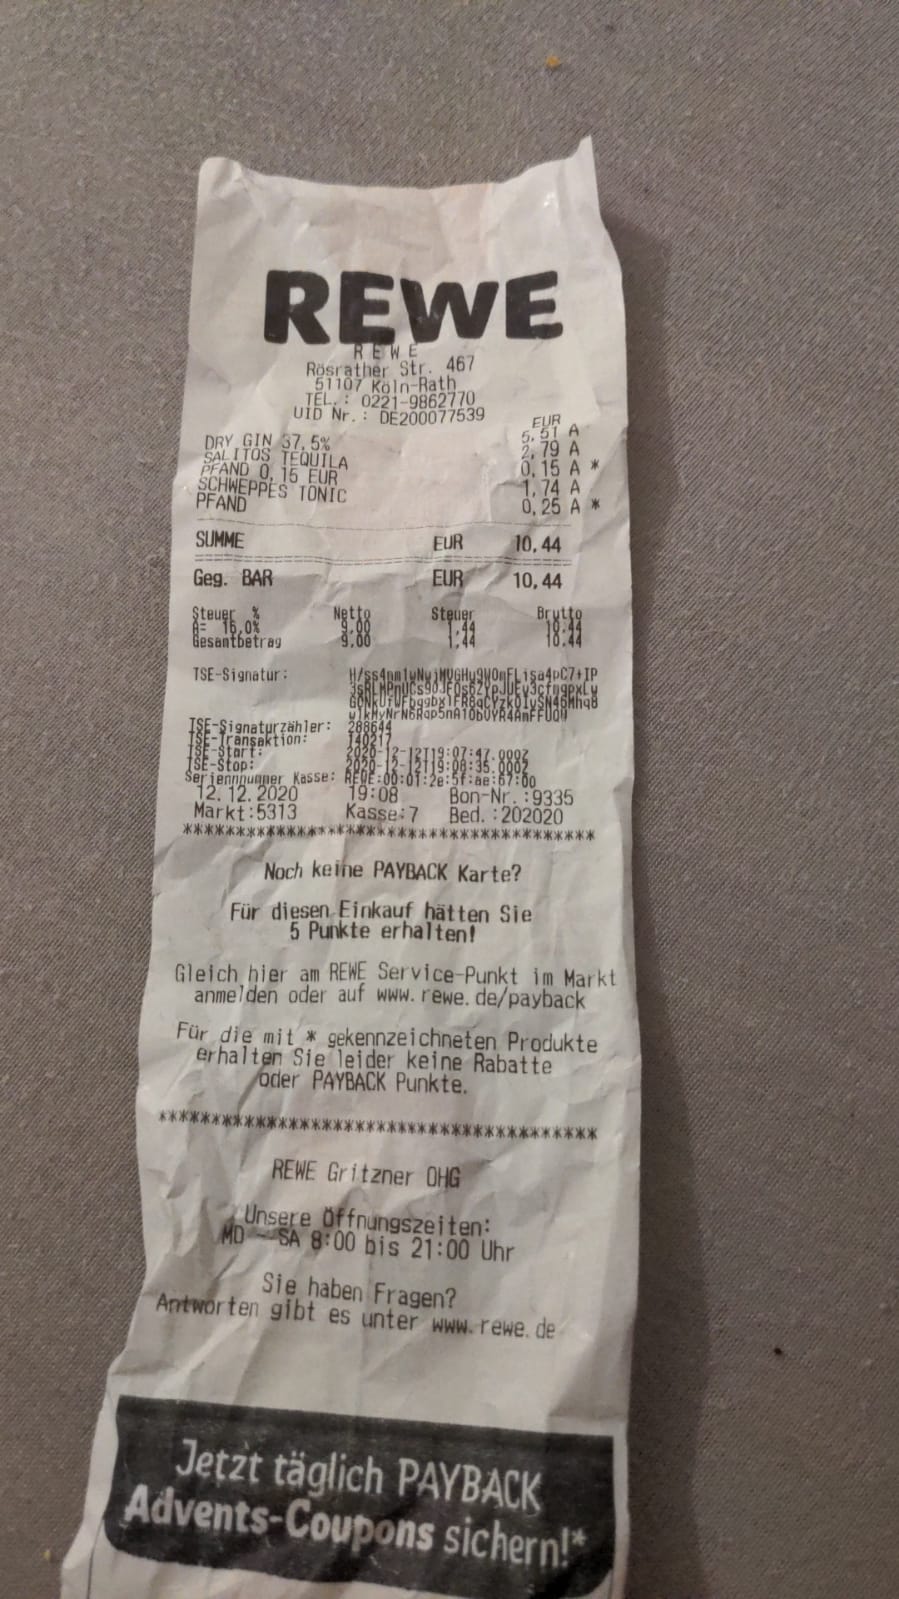 REWE
REWE
Rösrather Str. 467
51107 Köln-Rath
TEL.: 0221-9862770
UID Nr.: DE200077539
EUR
DRY GIN 37,5% 5,51 A
SALITOS TEQUILA 2,79 A
PFAND 0,15 EUR 0,15 A *
SCHWEPPES TONIC 1,74 A
PFAND 0,25 A *
SUMME EUR 10,44
Geg. BAR EUR 10,44
Steuer % Netto Steuer Brutto
A= 16,0% 9,00 1,44 10,44
Gesamtbetrag 9,00 1,44 10,44
TSE-Signatur:
TSE-Signaturzähler: 288644
TSE-Transaktion: 140217
TSE-Start: 2020-12-12T19:07:47.000Z
TSE-Stop: 2020-12-12T19:08:35.000Z
Seriennnummer Kasse: REWE:00:01:2e:5f:ae:67:00
12.12.2020 19:08 Bon-Nr.:9335
Markt:5313 Kasse:7 Bed.:202020
****************************************
Noch keine PAYBACK Karte?
Für diesen Einkauf hätten Sie
5 Punkte erhalten!
Gleich hier am REWE Service-Punkt im Markt
anmelden oder auf www.rewe.de/payback
Für die mit * gekennzeichneten Produkte
erhalten Sie leider keine Rabatte
oder PAYBACK Punkte.
****************************************
REWE Gritzner OHG
Unsere Öffnungszeiten:
MO - SA 8:00 bis 21:00 Uhr
Sie haben Fragen?
Antworten gibt es unter www.rewe.de
Jetzt täglich PAYBACK
Advents-Coupons sichern!*